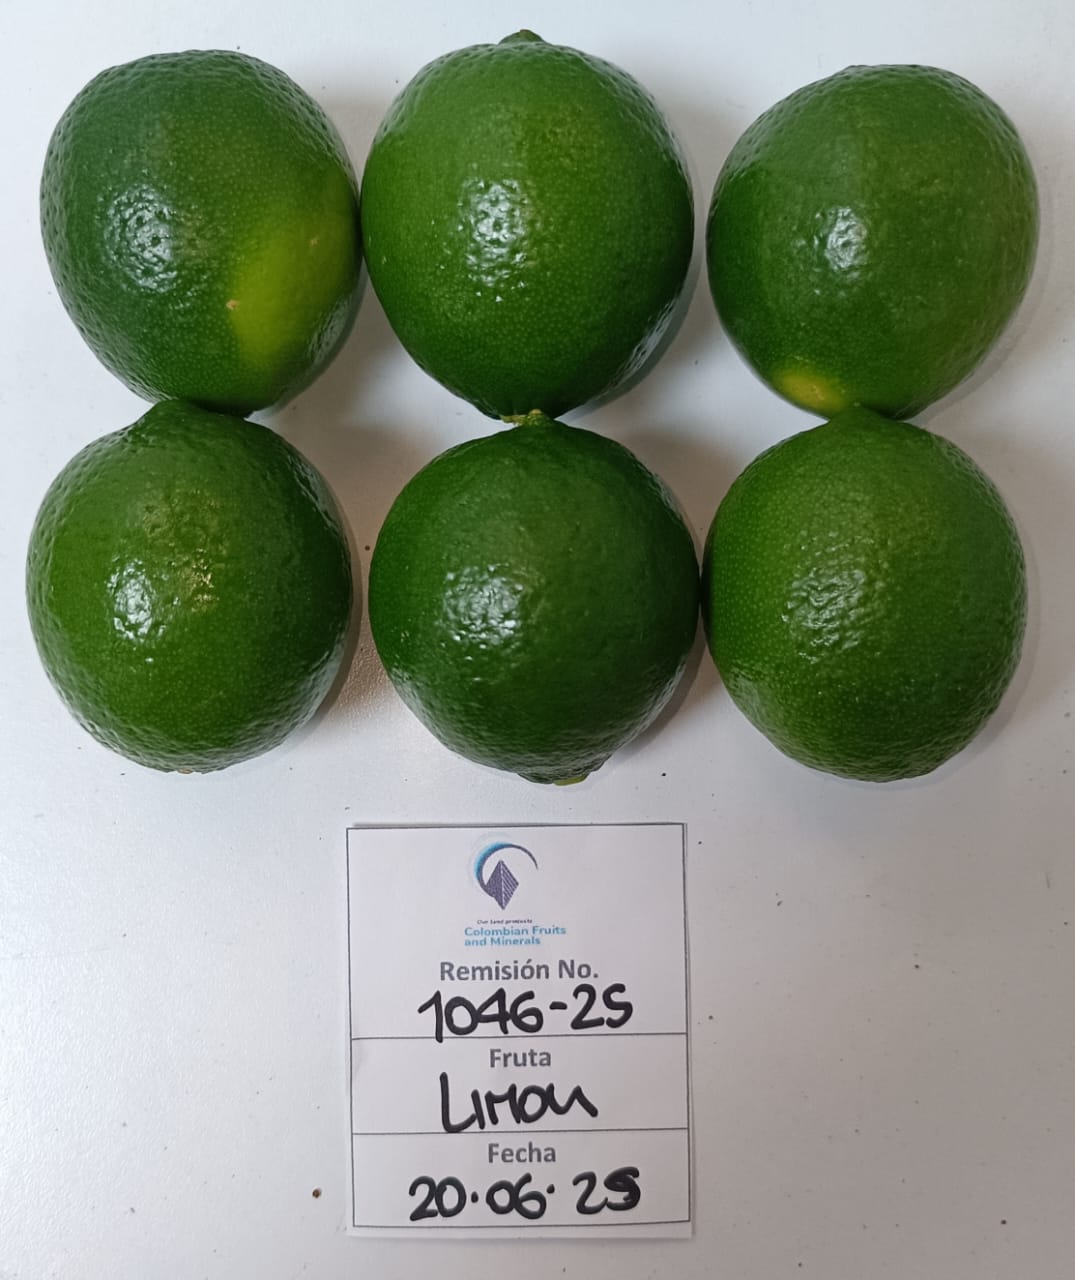 Our land products
Colombian Fruits
and Minerals
Remisión No.
1046-25
Fruta
LIMON
Fecha
20.06.25